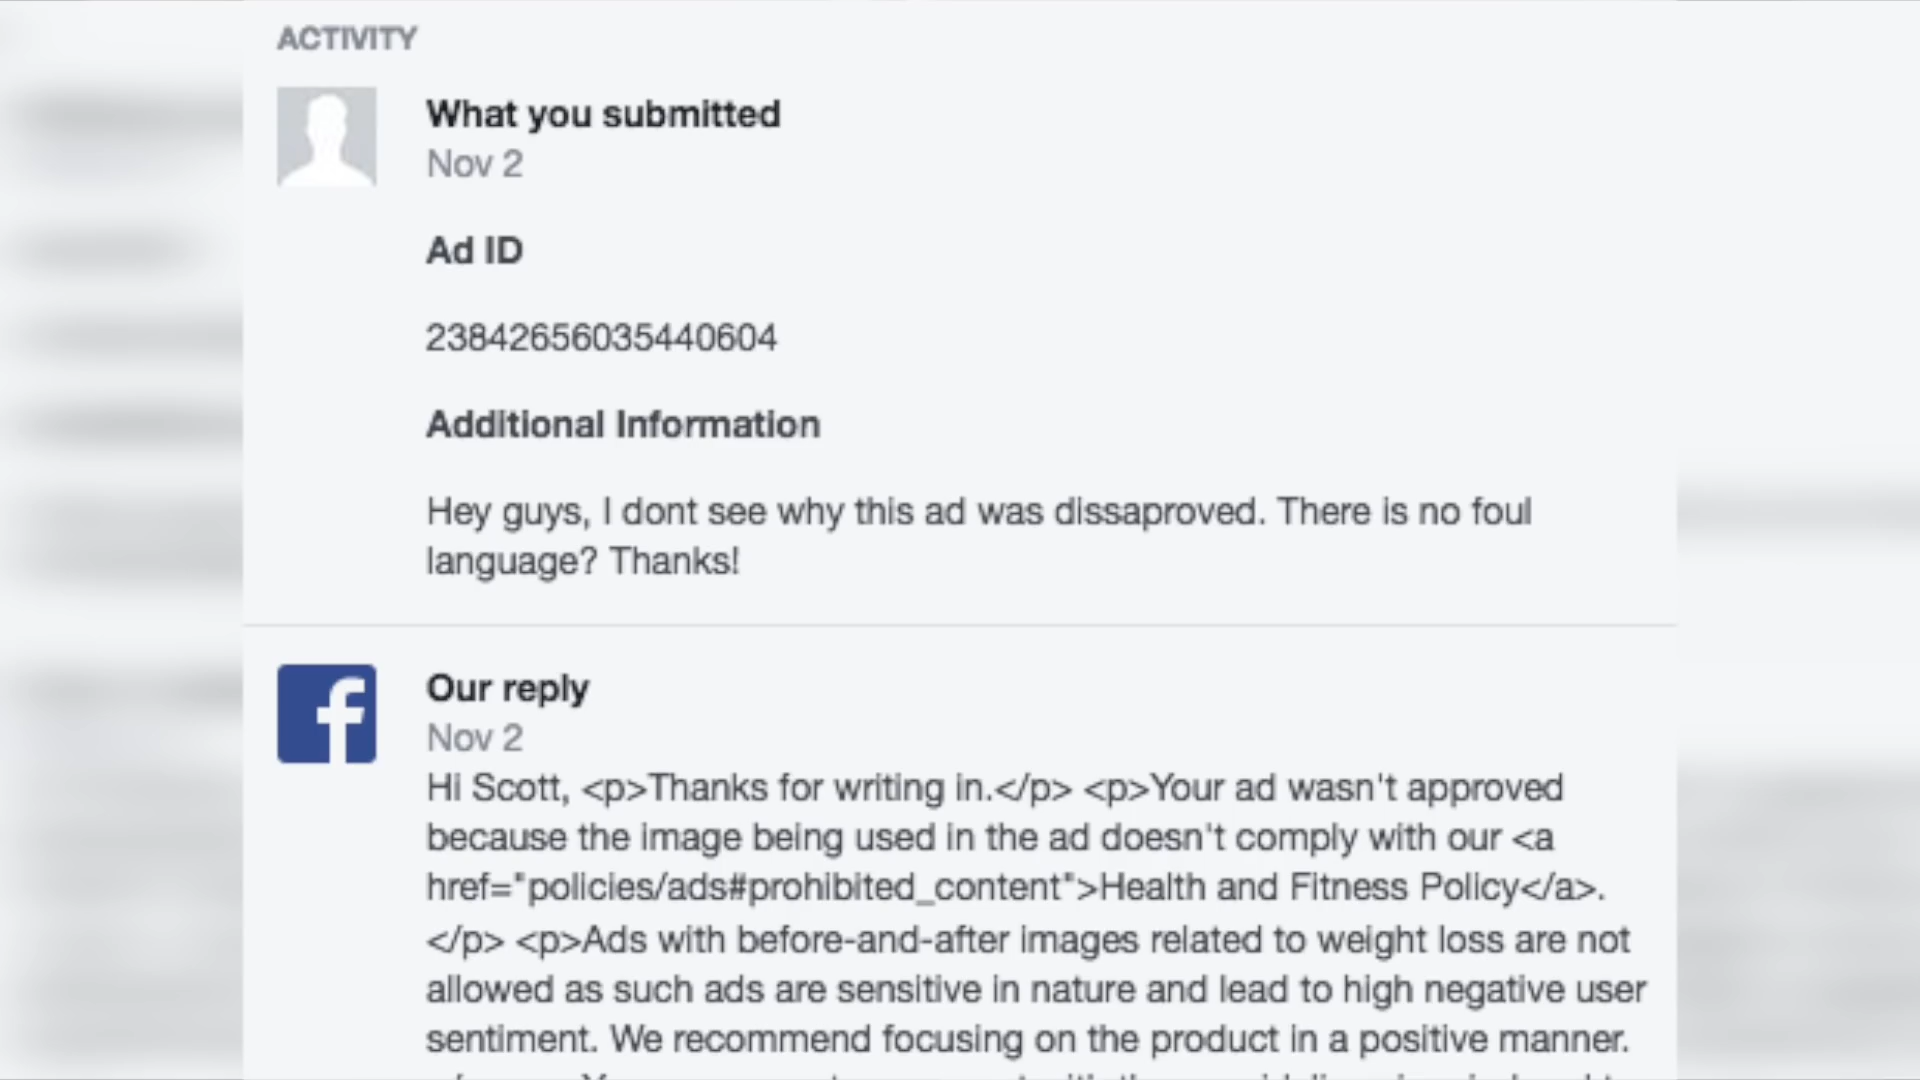 ACTIVITY
What you submitted
Nov 2
Ad ID
23842656035440604
Additional Information
Hey guys, I dont see why this ad was dissaproved. There is no foul
language? Thanks!
Our reply
Nov 2
Hi Scott, <p>Thanks for writing in.</p> <p>Your ad wasn't approved
because the image being used in the ad doesn't comply with our <a
href="policies/ads#prohibited_content">Health and Fitness Policy</a>.
</p> <p>Ads with before-and-after images related to weight loss are not
allowed as such ads are sensitive in nature and lead to high negative user
sentiment. We recommend focusing on the product in a positive manner.